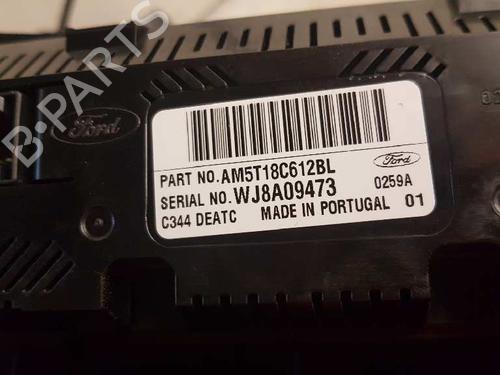 B-PARTS
Ford
PART NO. AM5T18C612BL
Ford
SERIAL NO. WJ8A09473
0259A
C344 DEATC MADE IN PORTUGAL 01